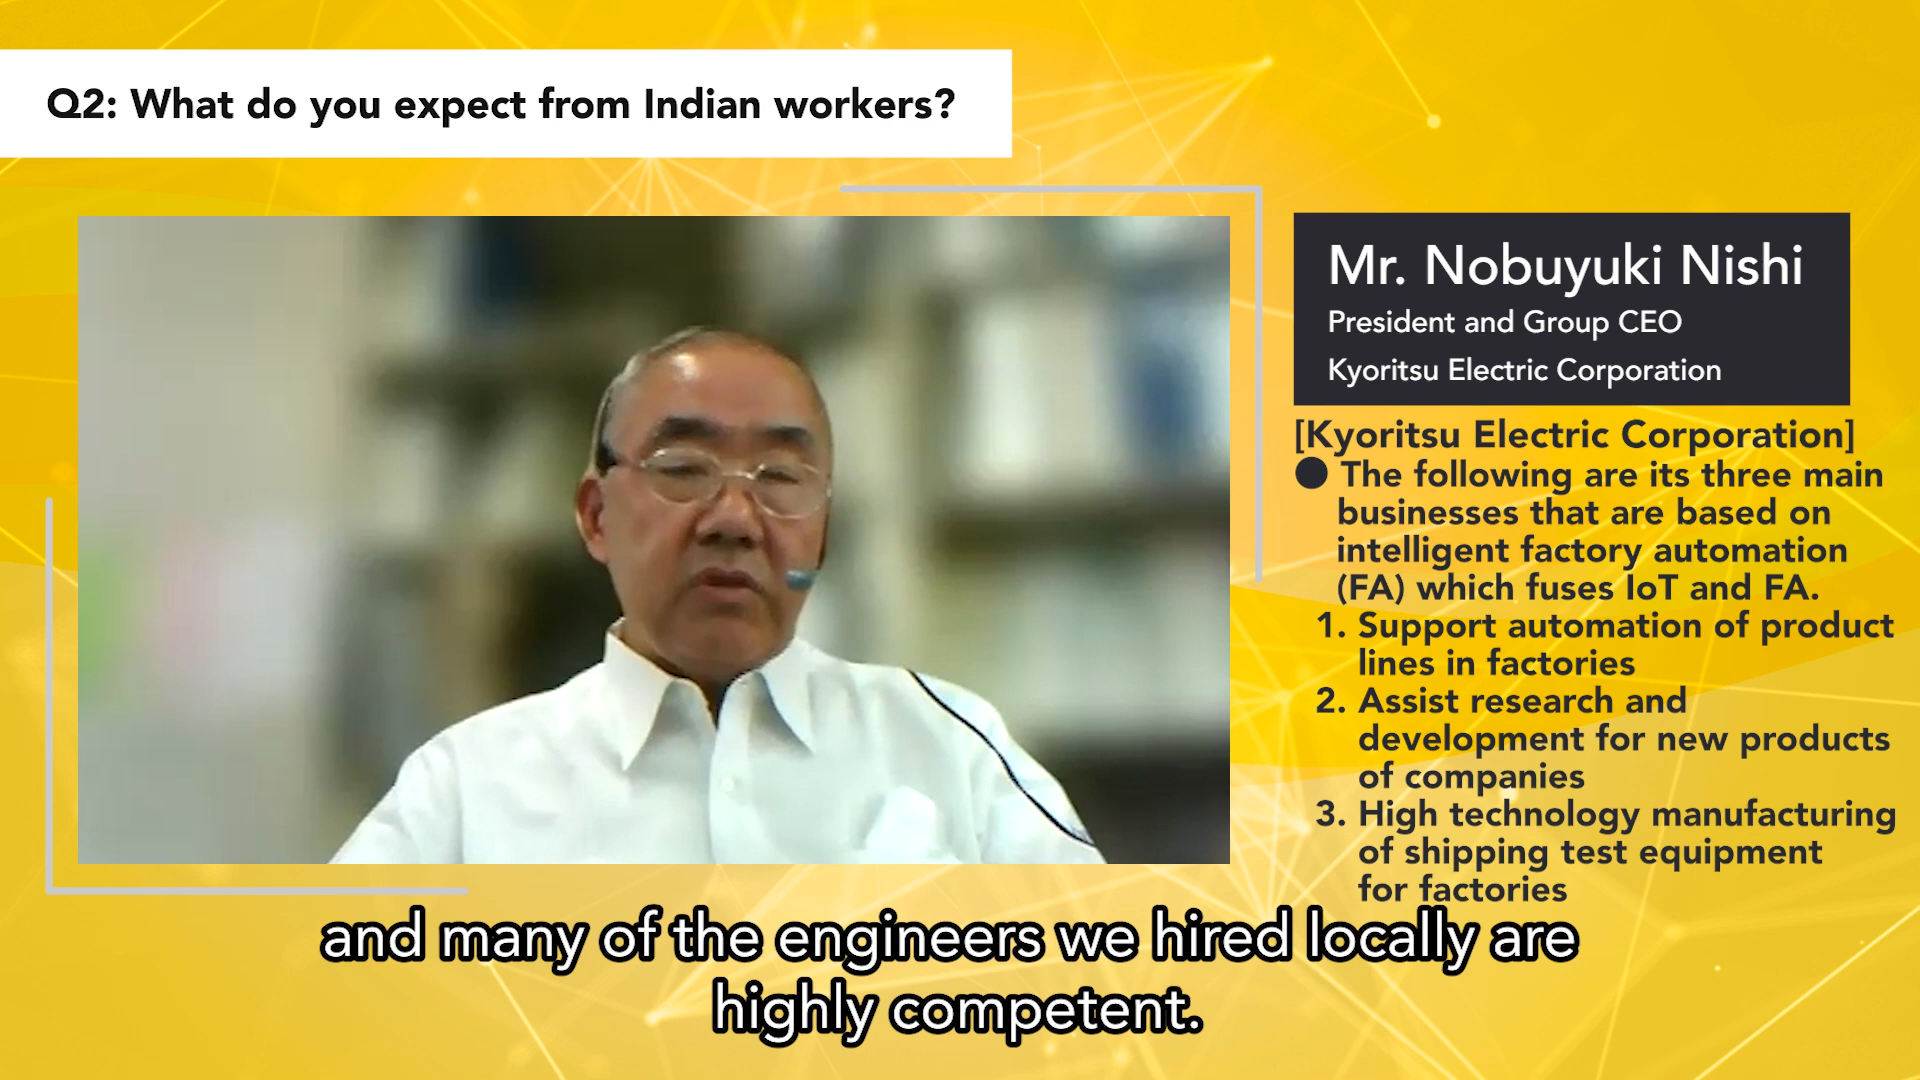 Q2: What do you expect from Indian workers?
Mr. Nobuyuki Nishi
President and Group CEO
Kyoritsu Electric Corporation
[Kyoritsu Electric Corporation]
● The following are its three main
businesses that are based on
intelligent factory automation
(FA) which fuses IoT and FA.
1. Support automation of product
lines in factories
2. Assist research and
development for new products
of companies
3. High technology manufacturing
of shipping test equipment
for factories
and many of the engineers we hired locally are
highly competent.